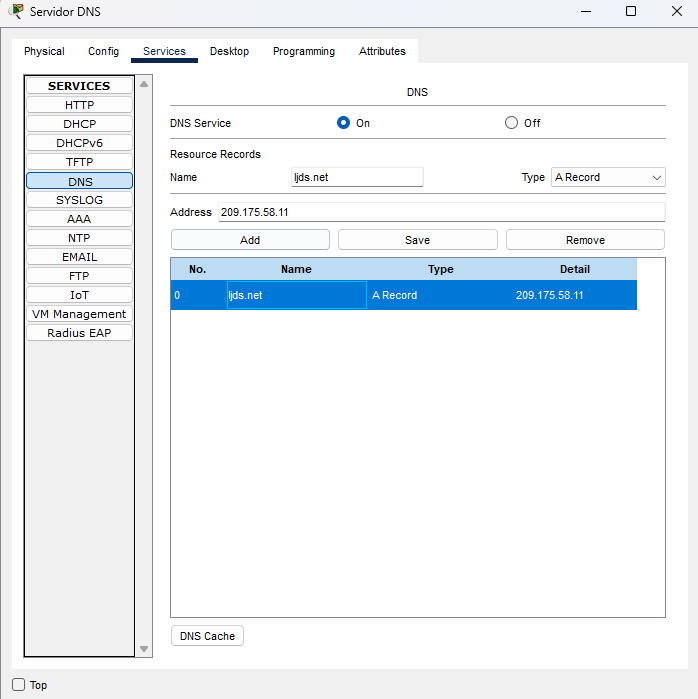 Servidor DNS
Physical Config Services Desktop Programming Attributes
SERVICES
HTTP
DHCP
DHCPv6
TFTP
DNS
SYSLOG
AAA
NTP
EMAIL
FTP
IoT
VM Management
Radius EAP
DNS
DNS Service On Off
Resource Records
Name ljds.net Type A Record
Address 209.175.58.11
Add Save Remove
No. Name Type Detail
0 ljds.net A Record 209.175.58.11
DNS Cache
Top